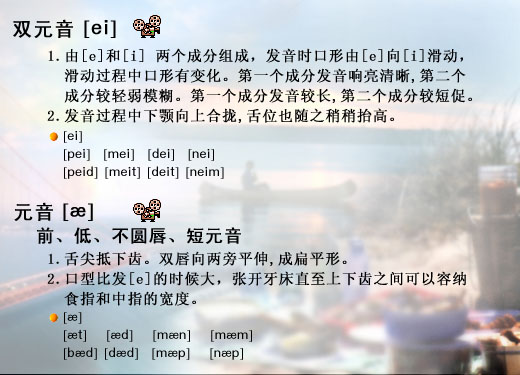 双元音 [ei]
1. 由[e]和[i] 两个成分组成，发音时口形由[e]向[i]滑动，
滑动过程中口形有变化。第一个成分发音响亮清晰,第二个
成分较轻弱模糊。第一个成分发音较长,第二个成分较短促。
2. 发音过程中下颚向上合拢,舌位也随之稍稍抬高。
[ei]
[pei] [mei] [dei] [nei]
[peid] [meit] [deit] [neim]
元音 [æ]
前、低、不圆唇、短元音
1. 舌尖抵下齿。双唇向两旁平伸,成扁平形。
2. 口型比发[e]的时候大，张开牙床直至上下齿之间可以容纳
食指和中指的宽度。
[æ]
[æt] [æd] [mæn] [mæm]
[bæd] [dæd] [mæp] [næp]